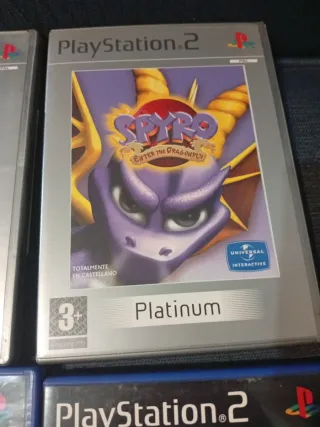 PlayStation®2
SPYRO
ENTER THE DRAGONFLY
TOTALMENTE
EN CASTELLANO
UNIVERSAL
INTERACTIVE
3+
Platinum
PlayStation®2